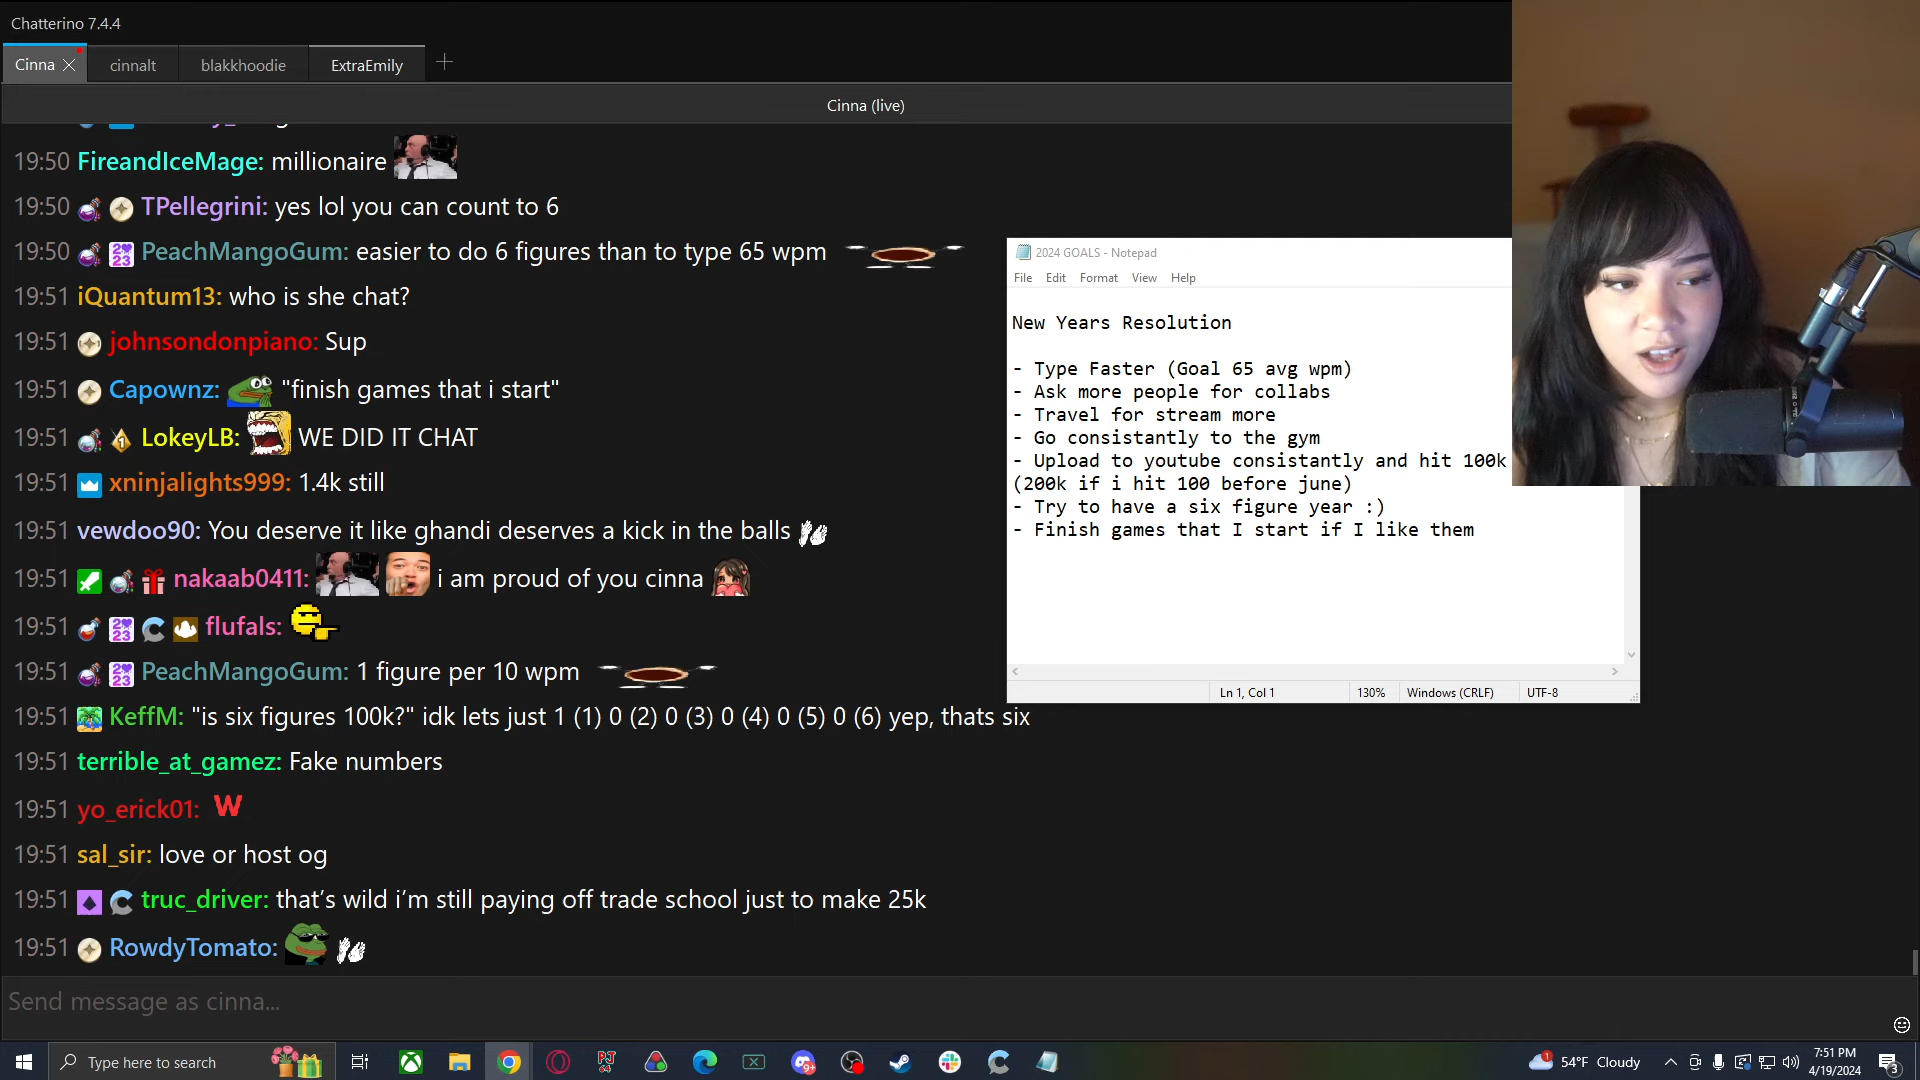 Chatterino 7.4.4
Cinna
cinnalt
blakkhoodie
ExtraEmily
Cinna (live)
19:50 FireandIceMage: millionaire
19:50 TPellegrini: yes lol you can count to 6
19:50 PeachMangoGum: easier to do 6 figures than to type 65 wpm
19:51 iQuantum13: who is she chat?
19:51 johnsondonpiano: Sup
19:51 Capownz: "finish games that i start"
19:51 LokeyLB: WE DID IT CHAT
19:51 xninjalights999: 1.4k still
19:51 vewdoo90: You deserve it like ghandi deserves a kick in the balls
19:51 nakaab0411: i am proud of you cinna
19:51 flufals:
19:51 PeachMangoGum: 1 figure per 10 wpm
19:51 KeffM: "is six figures 100k?" idk lets just 1 (1) 0 (2) 0 (3) 0 (4) 0 (5) 0 (6) yep, thats six
19:51 terrible_at_gamez: Fake numbers
19:51 yo_erick01: W
19:51 sal_sir: love or host og
19:51 truc_driver: that’s wild i’m still paying off trade school just to make 25k
19:51 RowdyTomato:
Send message as cinna...
2024 GOALS - Notepad
File Edit Format View Help
New Years Resolution
- Type Faster (Goal 65 avg wpm)
- Ask more people for collabs
- Travel for stream more
- Go consistantly to the gym
- Upload to youtube consistantly and hit 100k
(200k if i hit 100 before june)
- Try to have a six figure year :)
- Finish games that I start if I like them
Ln 1, Col 1
130%
Windows (CRLF)
UTF-8
Type here to search
54°F Cloudy
7:51 PM
4/19/2024